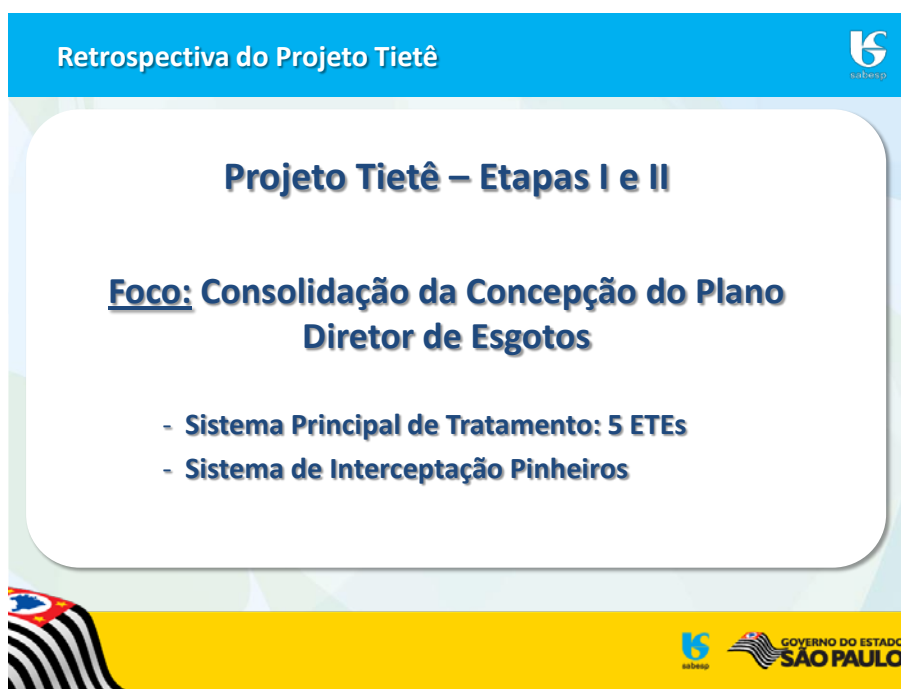 Retrospectiva do Projeto Tietê
sabesp
Projeto Tietê – Etapas I e II
Foco: Consolidação da Concepção do Plano
Diretor de Esgotos
- Sistema Principal de Tratamento: 5 ETEs
- Sistema de Interceptação Pinheiros
sabesp
GOVERNO DO ESTADO
SÃO PAULO